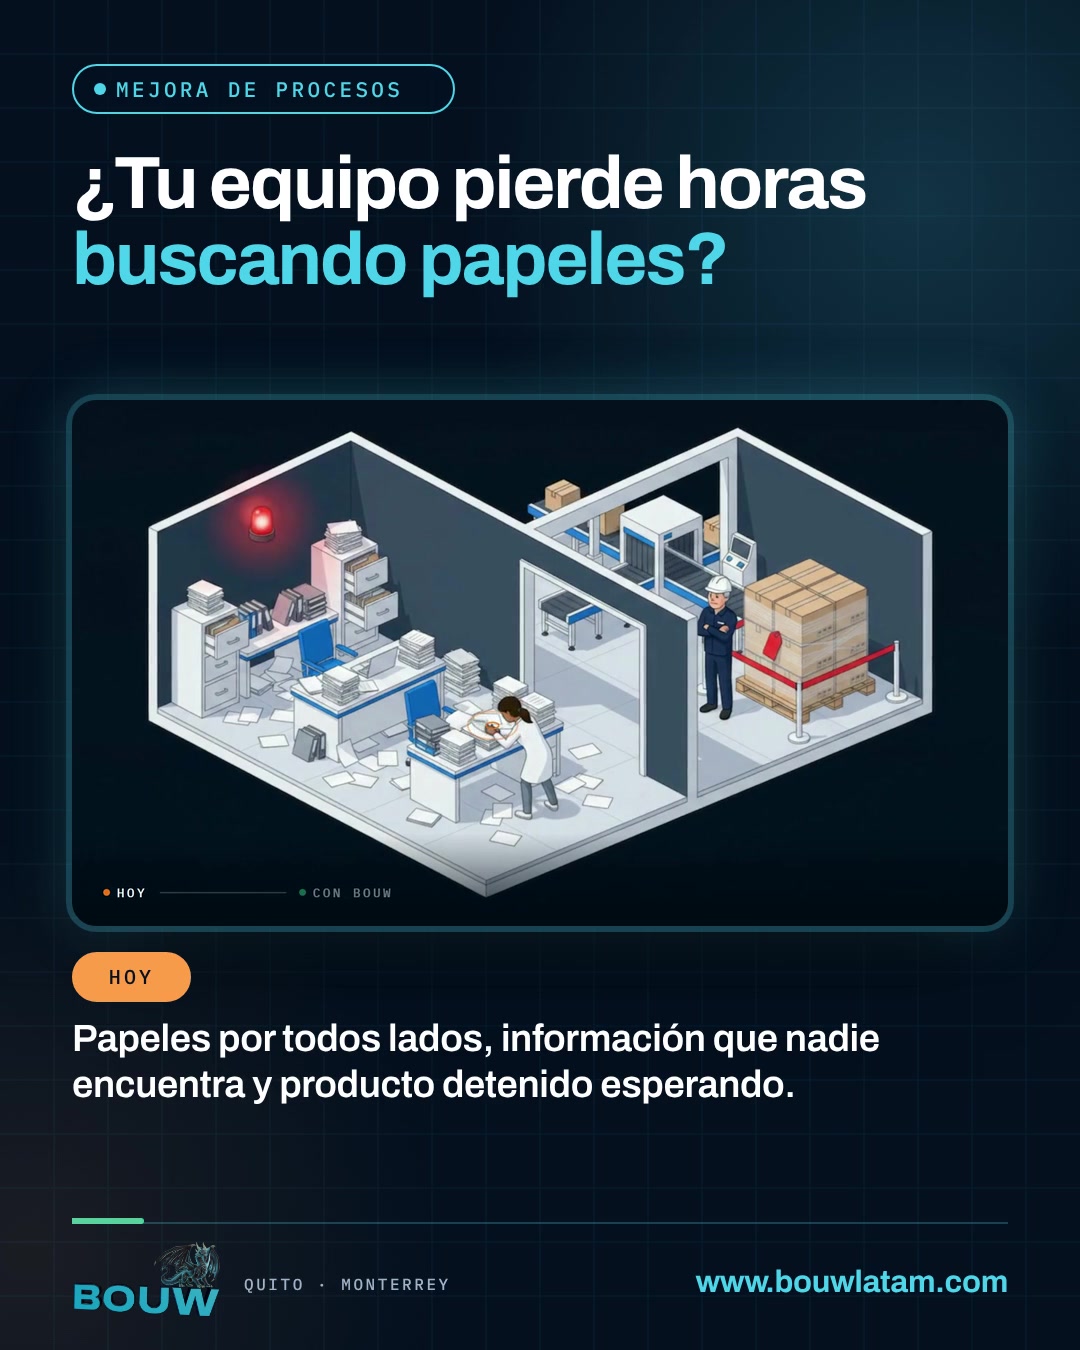 MEJORA DE PROCESOS
¿Tu equipo pierde horas
buscando papeles?
HOY
CON BOUW
HOY
Papeles por todos lados, información que nadie
encuentra y producto detenido esperando.
BOUW
QUITO · MONTERREY
www.bouwlatam.com